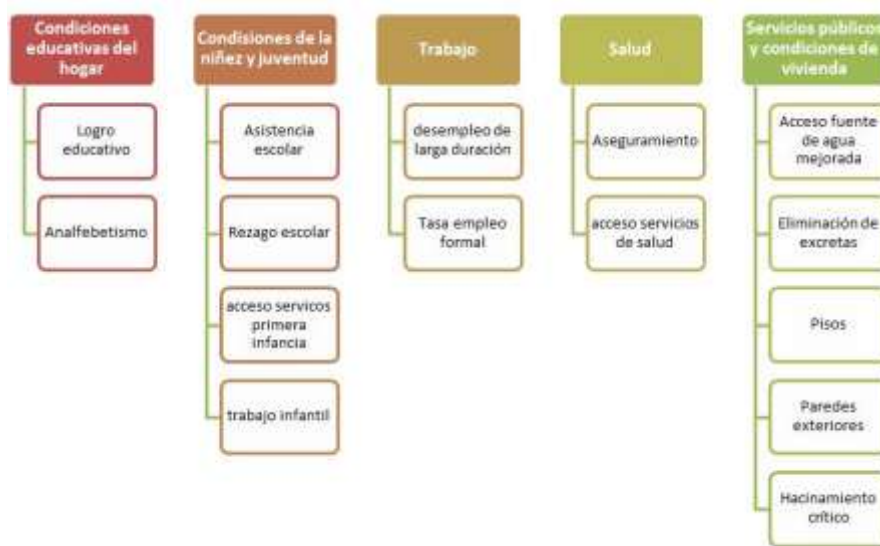 Condiciones
educativas del
hogar
Logro
educativo
Analfebetismo
Condisiones de la
niñez y juventud
Asistencia
escolar
Rezago escolar
acceso servicos
primera
infancia
trabajo infantil
Trabajo
desempleo de
larga duración
Tasa empleo
formal
Salud
Aseguramiento
acceso servicios
de salud
Servicios públicos
y condiciones de
vivienda
Acceso fuente
de agua
mejorada
Eliminación de
excretas
Pisos
Paredes
exteriores
Hacinamiento
crítico